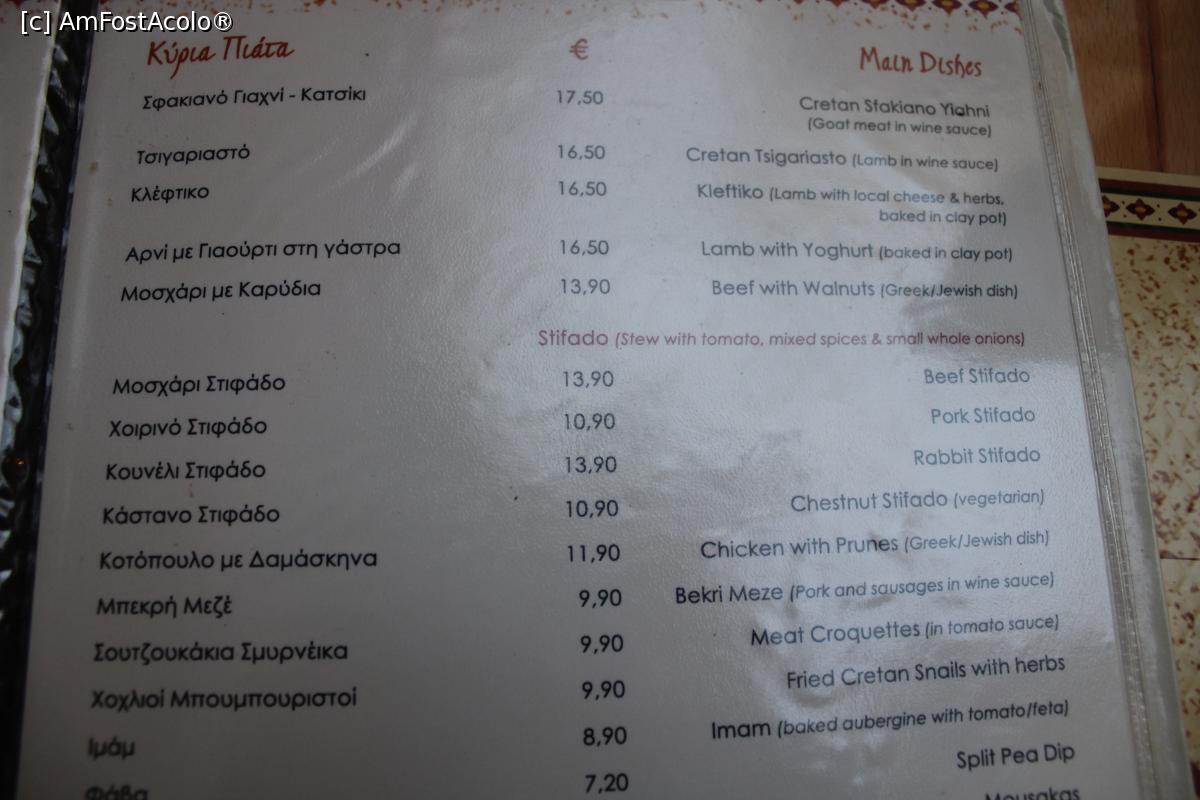 [c] AmFostAcolo®
Κύρια Πιάτα € Main Dishes
Σφακιανό Γιαχνί - Κατσίκι 17,50 Cretan Sfakiano Yiahni
(Goat meat in wine sauce)
Τσιγαριαστό 16,50 Cretan Tsigariasto (Lamb in wine sauce)
Κλέφτικο 16,50 Kleftiko (Lamb with local cheese & herbs,
baked in clay pot)
Αρνί με Γιαούρτι στη γάστρα 16,50 Lamb with Yoghurt (baked in clay pot)
Μοσχάρι με Καρύδια 13,90 Beef with Walnuts (Greek/Jewish dish)
Stifado (Stew with tomato, mixed spices & small whole onions)
Μοσχάρι Στιφάδο 13,90 Beef Stifado
Χοιρινό Στιφάδο 10,90 Pork Stifado
Κουνέλι Στιφάδο 13,90 Rabbit Stifado
Κάστανο Στιφάδο 10,90 Chestnut Stifado (vegetarian)
Κοτόπουλο με Δαμάσκηνα 11,90 Chicken with Prunes (Greek/Jewish dish)
Μπεκρή Μεζέ 9,90 Bekri Meze (Pork and sausages in wine sauce)
Σουτζουκάκια Σμυρνέικα 9,90 Meat Croquettes (in tomato sauce)
Χοχλιοί Μπουμπουριστοί 9,90 Fried Cretan Snails with herbs
Ιμάμ 8,90 Imam (baked aubergine with tomato/feta)
Φάβα 7,20 Split Pea Dip
Mousakas